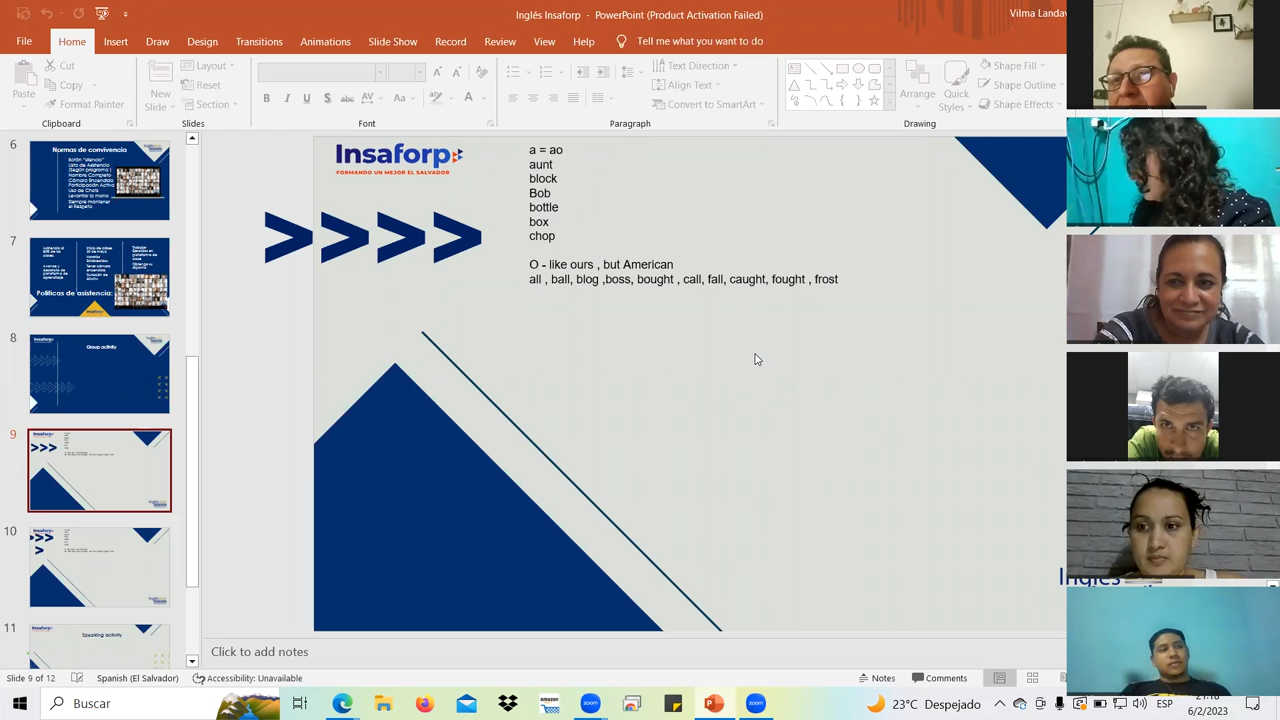 Inglés Insaforp - PowerPoint (Product Activation Failed)
Vilma Landav
File Home Insert Draw Design Transitions Animations Slide Show Record Review View Help Tell me what you want to do
Paste
Cut
Copy
Format Painter
Clipboard
New Slide
Layout
Reset
Section
Slides
Font
Text Direction
Align Text
Convert to SmartArt
Paragraph
Arrange
Quick Styles
Shape Fill
Shape Outline
Shape Effects
Drawing
6
Normas de convivencia
7
Políticas de asistencia:
8
Group activity
9
10
11
Speaking activity
Insaforp
FORMANDO UN MEJOR EL SALVADOR
a = ao
aunt
block
Bob
bottle
box
chop
O - like ours , but American
all , ball, blog ,boss, bought , call, fall, caught, fought , frost
Inglés
Click to add notes
Slide 9 of 12
Spanish (El Salvador)
Accessibility: Unavailable
Notes
Comments
Buscar
amazon
zoom
zoom
23°C Despejado
ESP
21:18
6/2/2023